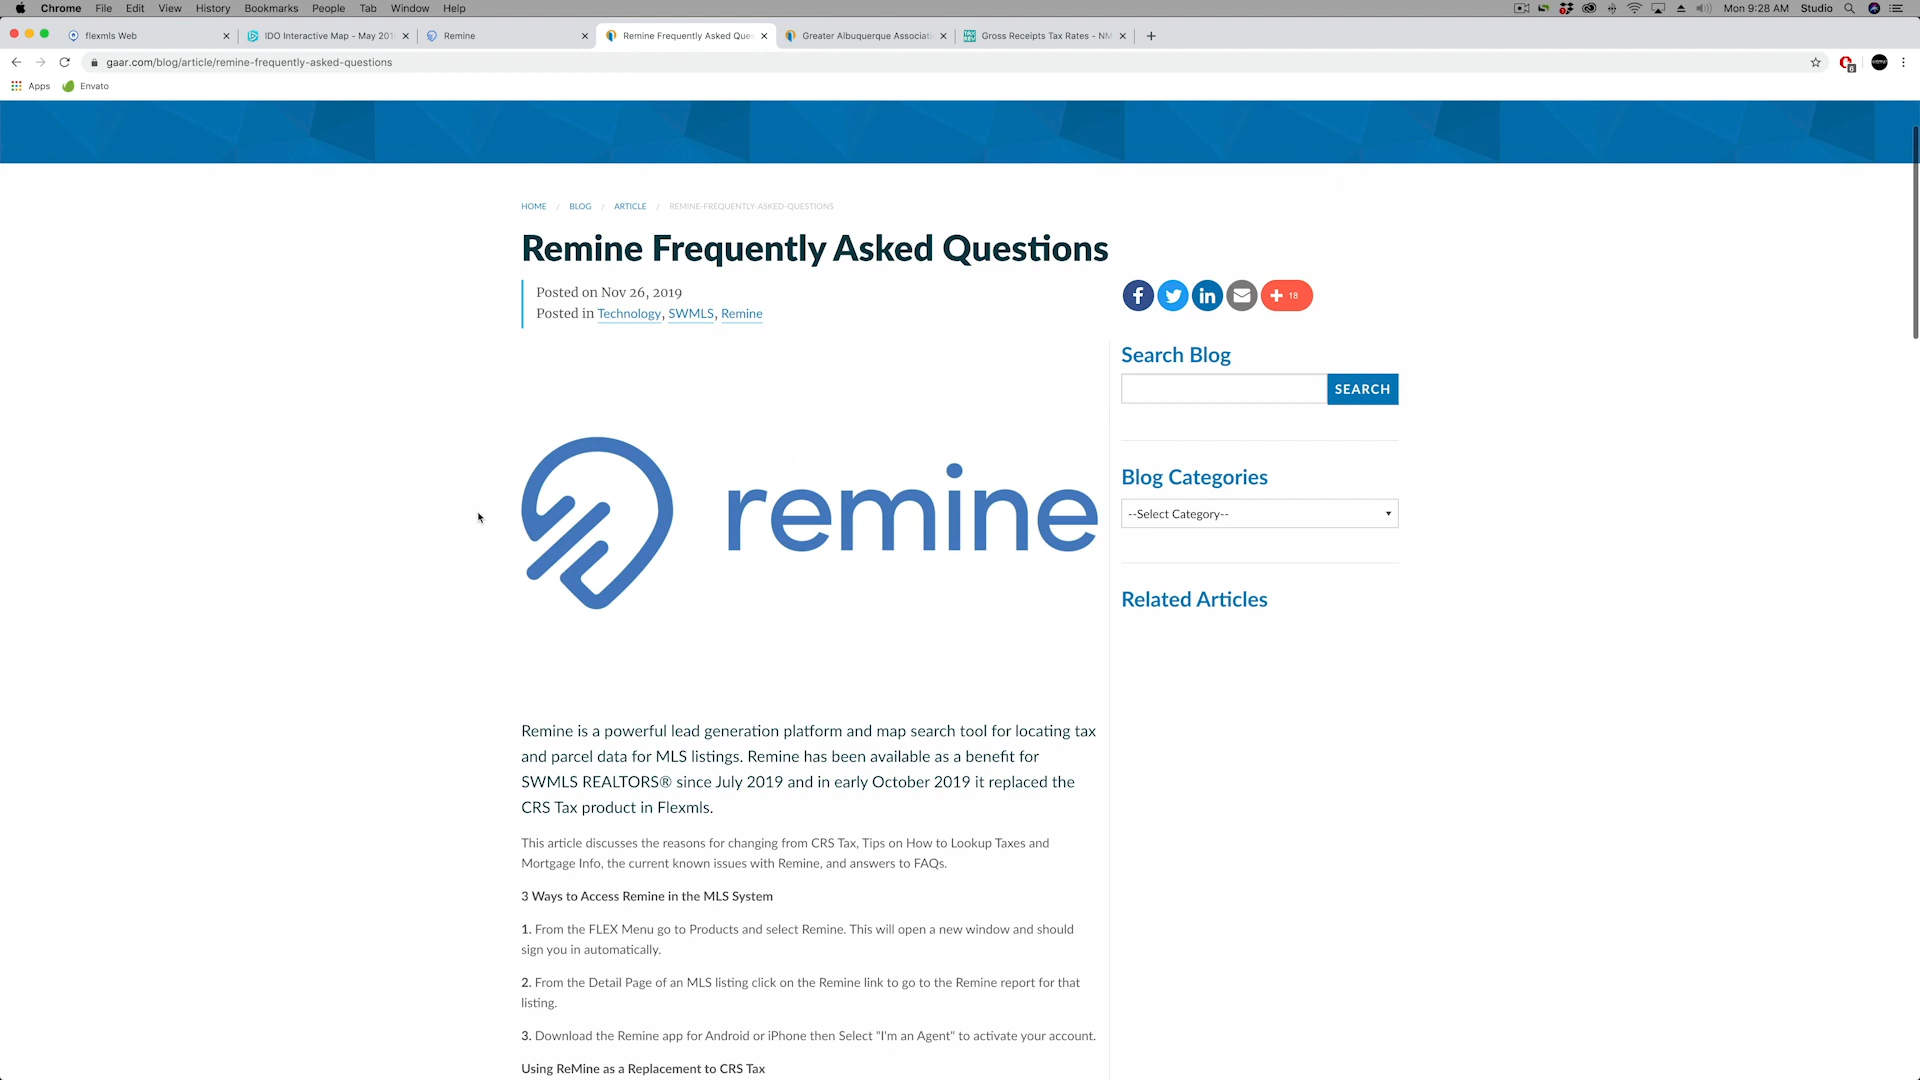 Chrome File Edit View History Bookmarks People Tab Window Help
Mon 9:28 AM Studio
flexmls Web
IDO Interactive Map - May 201
Remine
Remine Frequently Asked Ques
Greater Albuquerque Associati
Gross Receipts Tax Rates - NM
gaar.com/blog/article/remine-frequently-asked-questions
Apps
Envato
HOME / BLOG / ARTICLE / REMINE-FREQUENTLY-ASKED-QUESTIONS
Remine Frequently Asked Questions
Posted on Nov 26, 2019
Posted in Technology, SWMLS, Remine
18
Search Blog
SEARCH
Blog Categories
--Select Category--
Related Articles
remine
Remine is a powerful lead generation platform and map search tool for locating tax
and parcel data for MLS listings. Remine has been available as a benefit for
SWMLS REALTORS® since July 2019 and in early October 2019 it replaced the
CRS Tax product in Flexmls.
This article discusses the reasons for changing from CRS Tax, Tips on How to Lookup Taxes and
Mortgage Info, the current known issues with Remine, and answers to FAQs.
3 Ways to Access Remine in the MLS System
1. From the FLEX Menu go to Products and select Remine. This will open a new window and should
sign you in automatically.
2. From the Detail Page of an MLS listing click on the Remine link to go to the Remine report for that
listing.
3. Download the Remine app for Android or iPhone then Select "I'm an Agent" to activate your account.
Using ReMine as a Replacement to CRS Tax